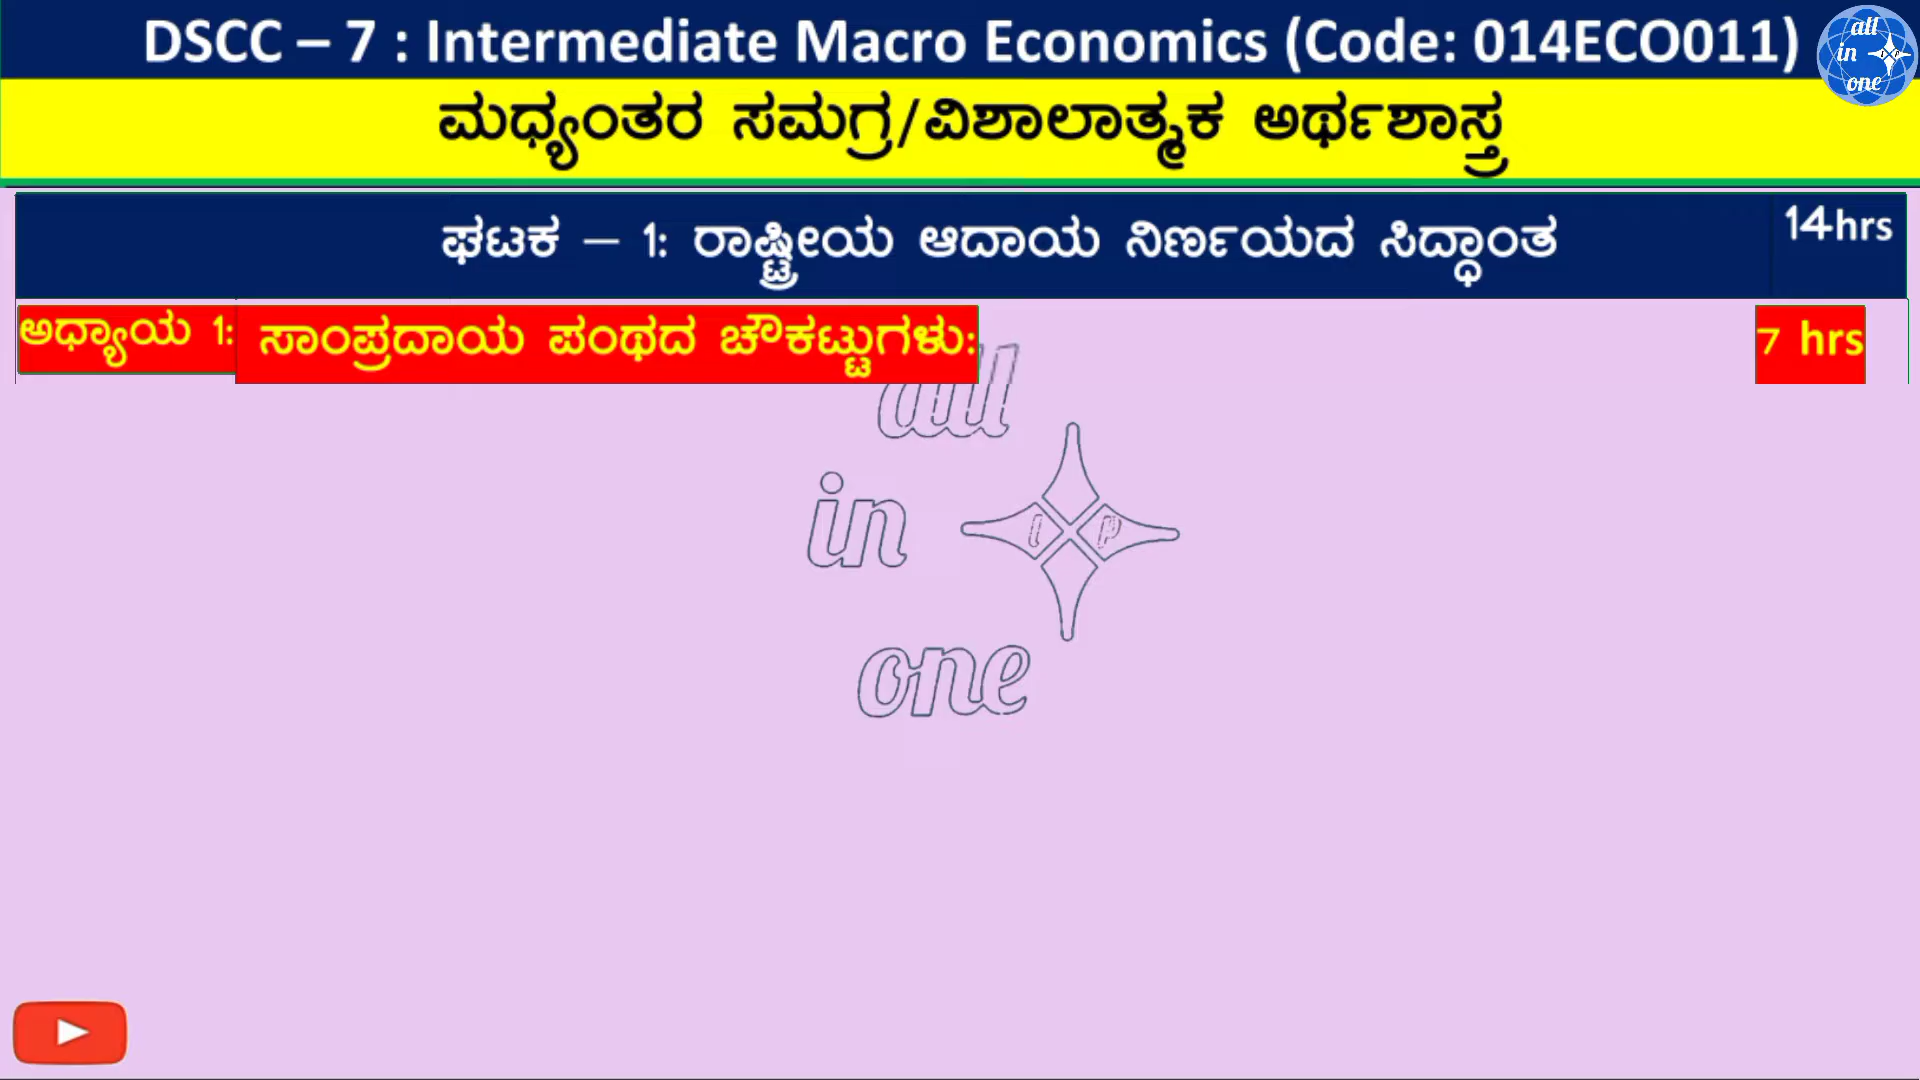 DSCC – 7 : Intermediate Macro Economics (Code: 014ECO011)
all
in
one
ಮಧ್ಯಂತರ ಸಮಗ್ರ/ವಿಶಾಲಾತ್ಮಕ ಅರ್ಥಶಾಸ್ತ್ರ
ಘಟಕ – 1: ರಾಷ್ಟ್ರೀಯ ಆದಾಯ ನಿರ್ಣಯದ ಸಿದ್ಧಾಂತ 14hrs
ಅಧ್ಯಾಯ 1: ಸಾಂಪ್ರದಾಯ ಪಂಥದ ಚೌಕಟ್ಟುಗಳು: 7 hrs
all
in
I P
one